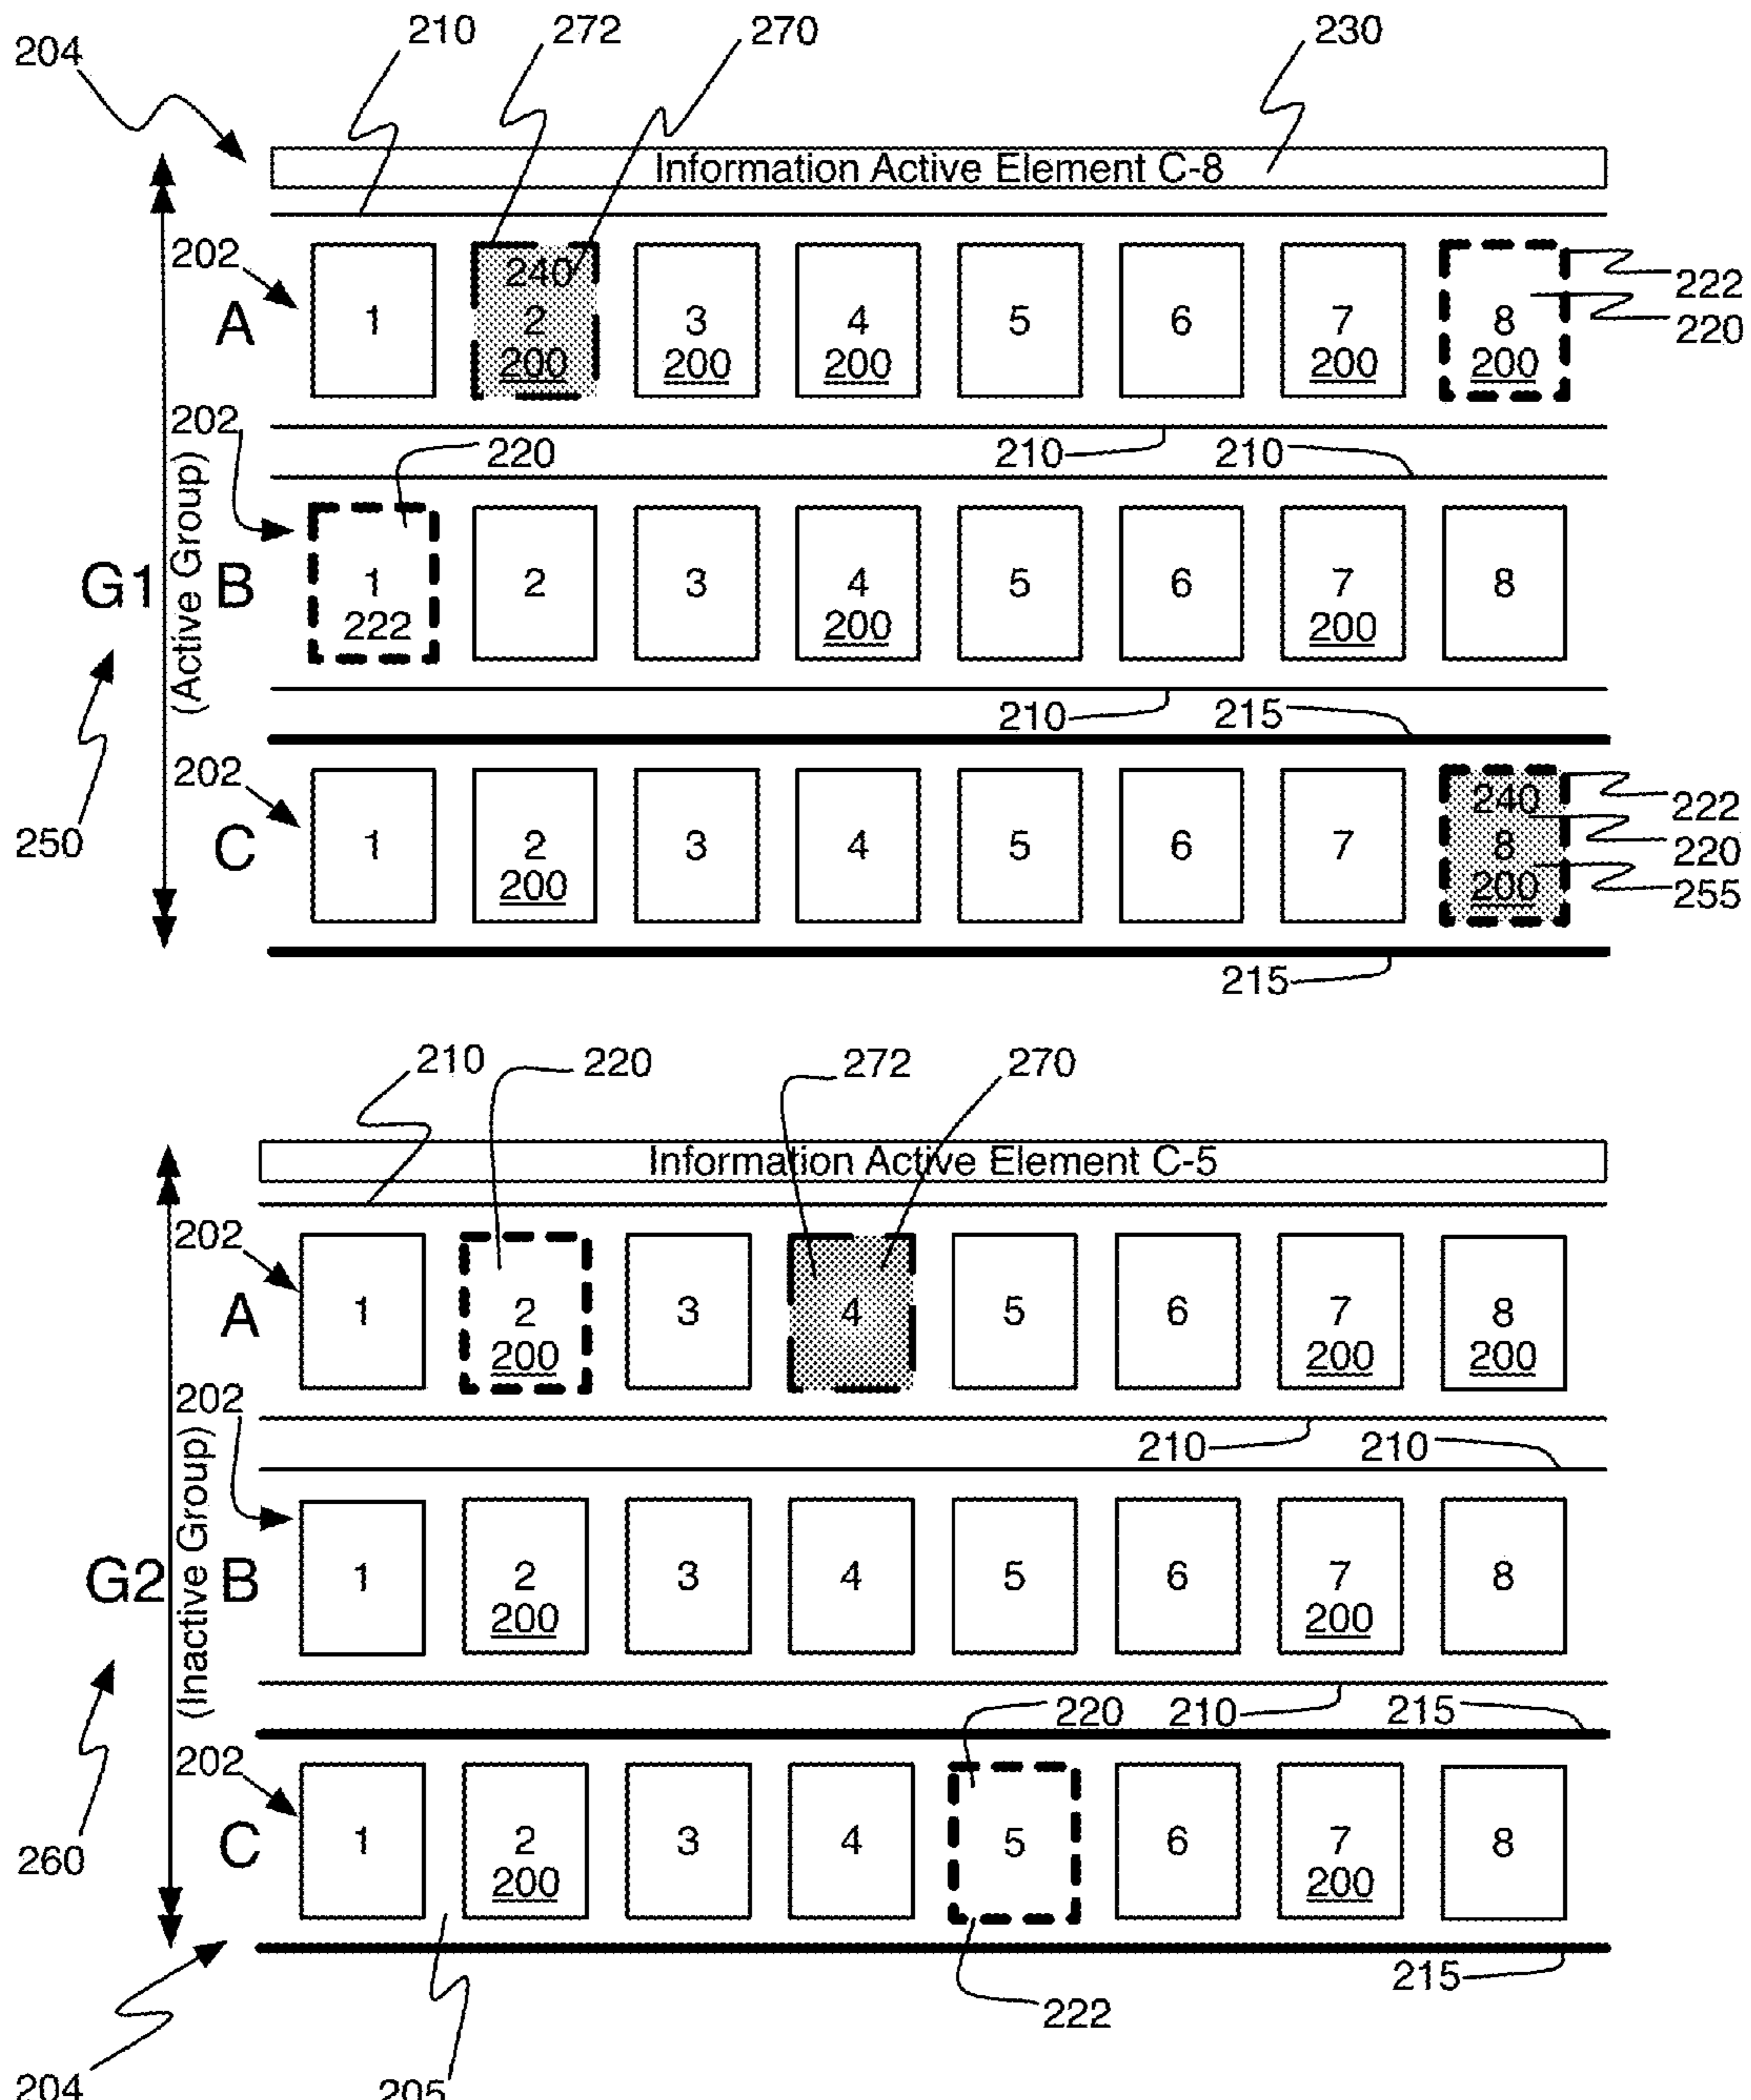 210 272 270 230
204
Information Active Element C-8
202
240
A 1 2 3 4 5 6 7 8
200 200 200 200 200
222
220
202
220 210 210
G1 (Active Group) B 1 2 3 4 5 6 7 8
222 200 200
210 215
202
240
250 C 1 2 3 4 5 6 7 8
200 200
222
220
255
215
210 220 272 270
Information Active Element C-5
202
A 1 2 3 4 5 6 7 8
200 200 200
202
210 210
G2 (Inactive Group) B 1 2 3 4 5 6 7 8
200 200
220 210 215
202
260 C 1 2 3 4 5 6 7 8
200 200
215
222
204 205